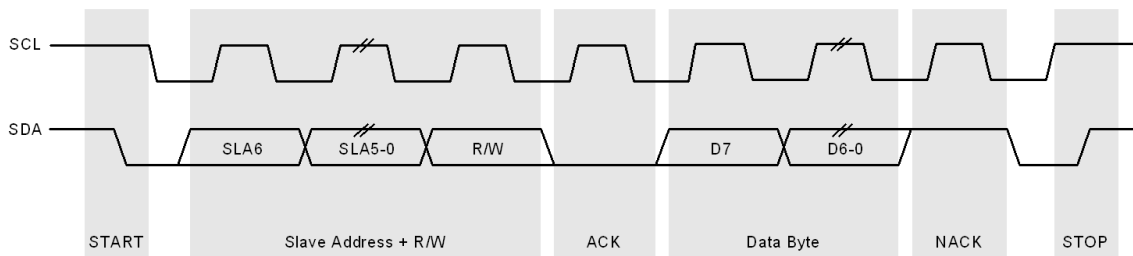 SCL
SDA
SLA6 SLA5-0 R/W D7 D6-0
START Slave Address + R/W ACK Data Byte NACK STOP